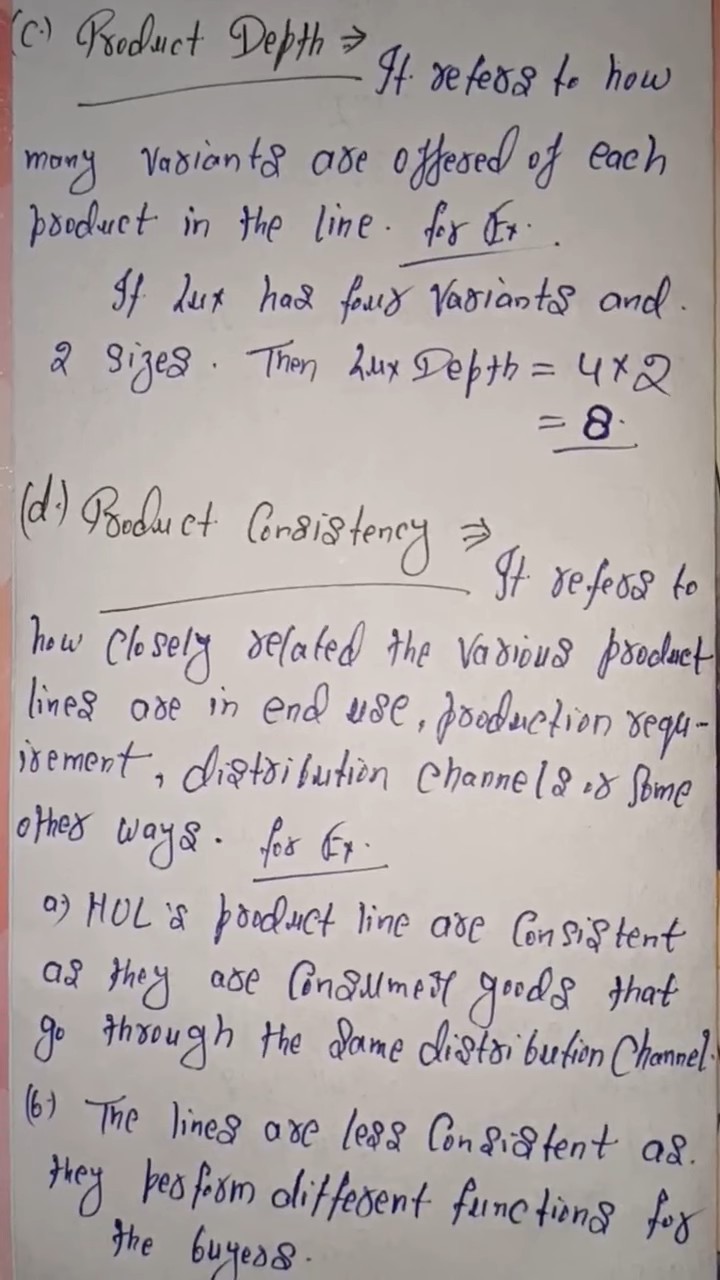 (C.) Product Depth ⇒
It refers to how
many variants are offered of each
product in the line. for Ex.
If Lux has four variants and
2 sizes. Then Lux Depth = 4×2
= 8.
(d.) Product Consistency ⇒
It refers to
how closely related the various product
lines are in end use, production requ-
irement, distribution channels or some
other ways. for Ex.
a) HUL's product line are Consistent
as they are Consumer goods that
go through the same distribution Channel.
(b) The lines are less Consistent as
they perform different functions for
the buyers.